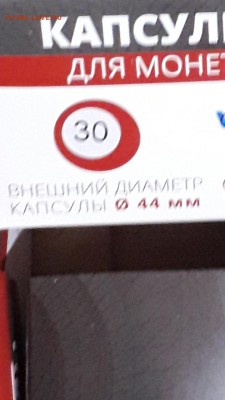 КАПСУЛ
ДЛЯ МОНЕТ
30
ВНЕШНИЙ ДИАМЕТР
КАПСУЛЫ Ø 44 мм